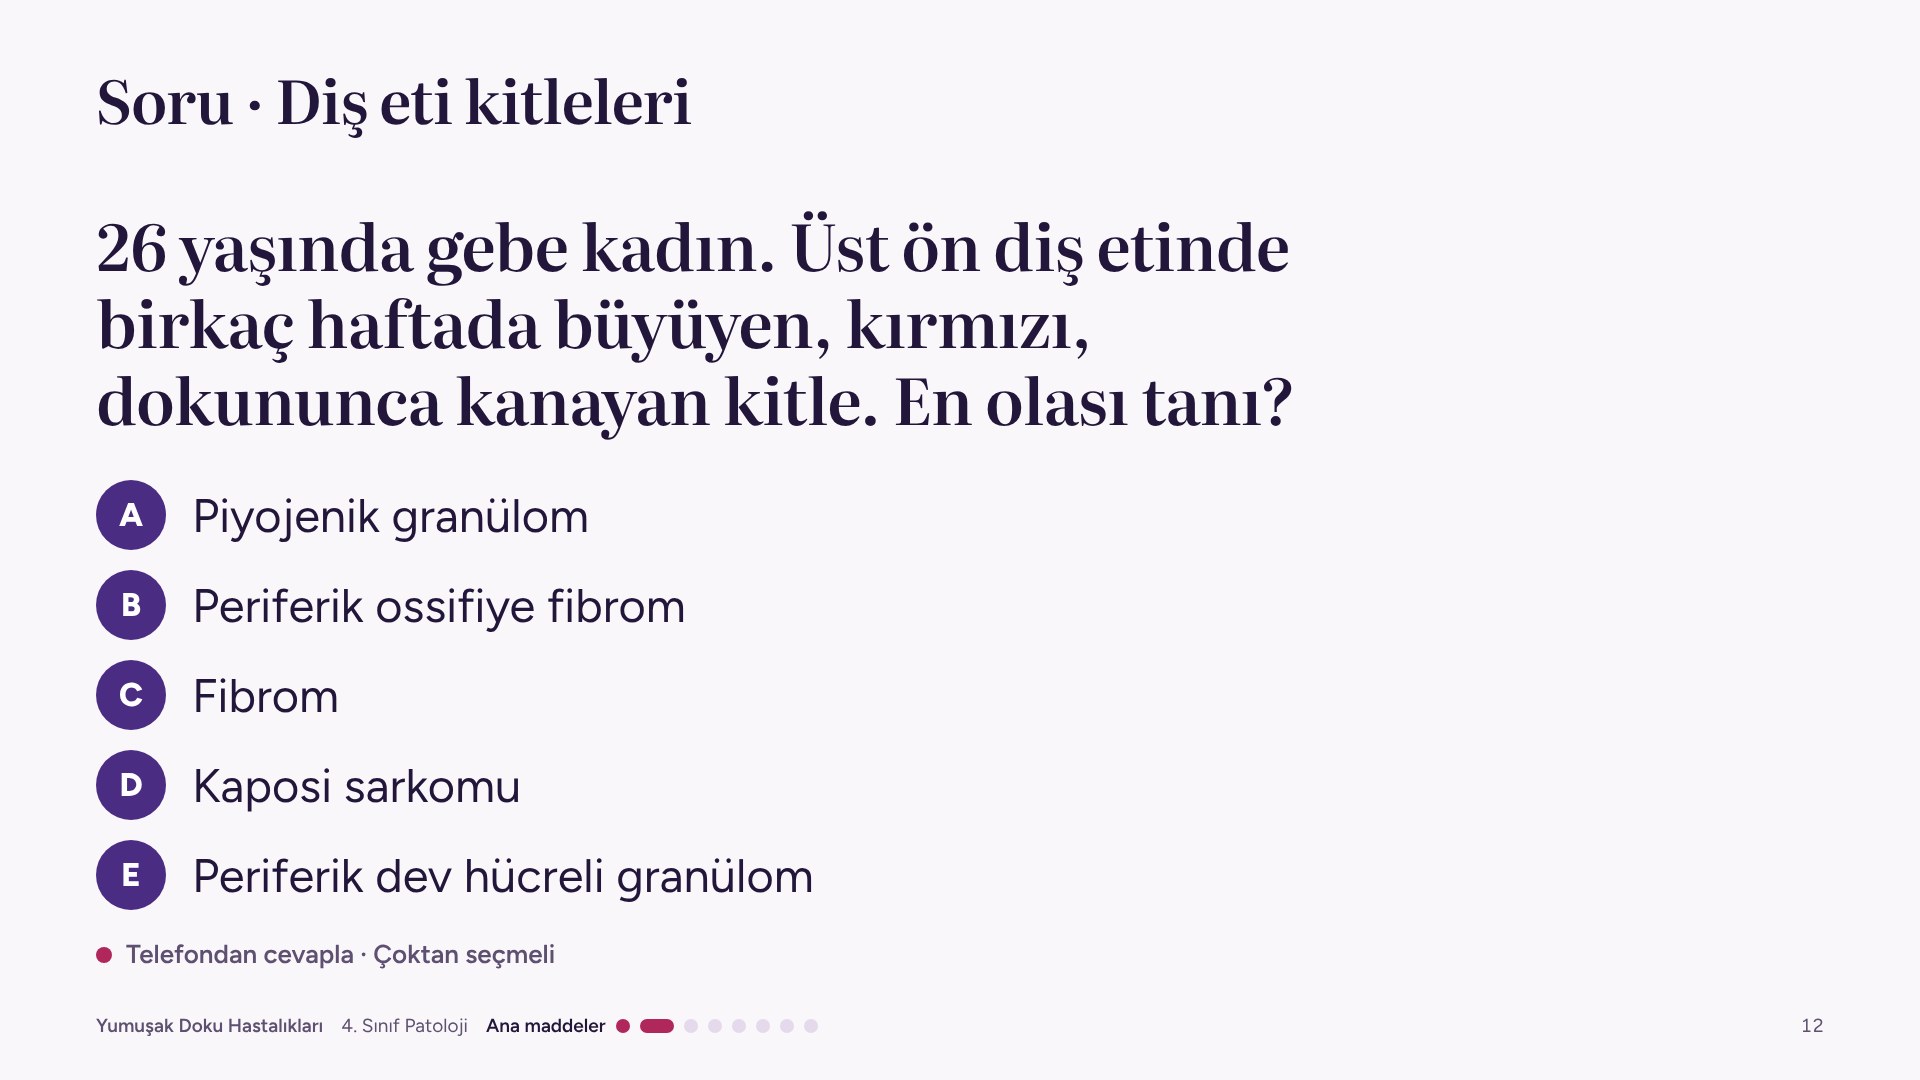 Soru · Diş eti kitleleri
26 yaşında gebe kadın. Üst ön diş etinde
birkaç haftada büyüyen, kırmızı,
dokununca kanayan kitle. En olası tanı?
A Piyojenik granülom
B Periferik ossifiye fibrom
C Fibrom
D Kaposi sarkomu
E Periferik dev hücreli granülom
Telefondan cevapla · Çoktan seçmeli
Yumuşak Doku Hastalıkları 4. Sınıf Patoloji Ana maddeler 12